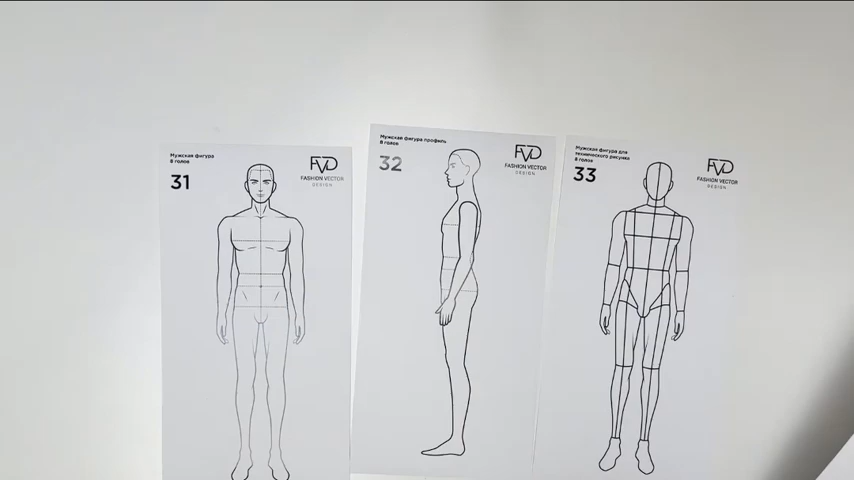 Мужская фигура
8 голов
31
FVD
FASHION VECTOR
DESIGN
Мужская фигура профиль
8 голов
32
FVD
FASHION VECTOR
DESIGN
Мужская фигура для
технического рисунка
8 голов
33
FVD
FASHION VECTOR
DESIGN